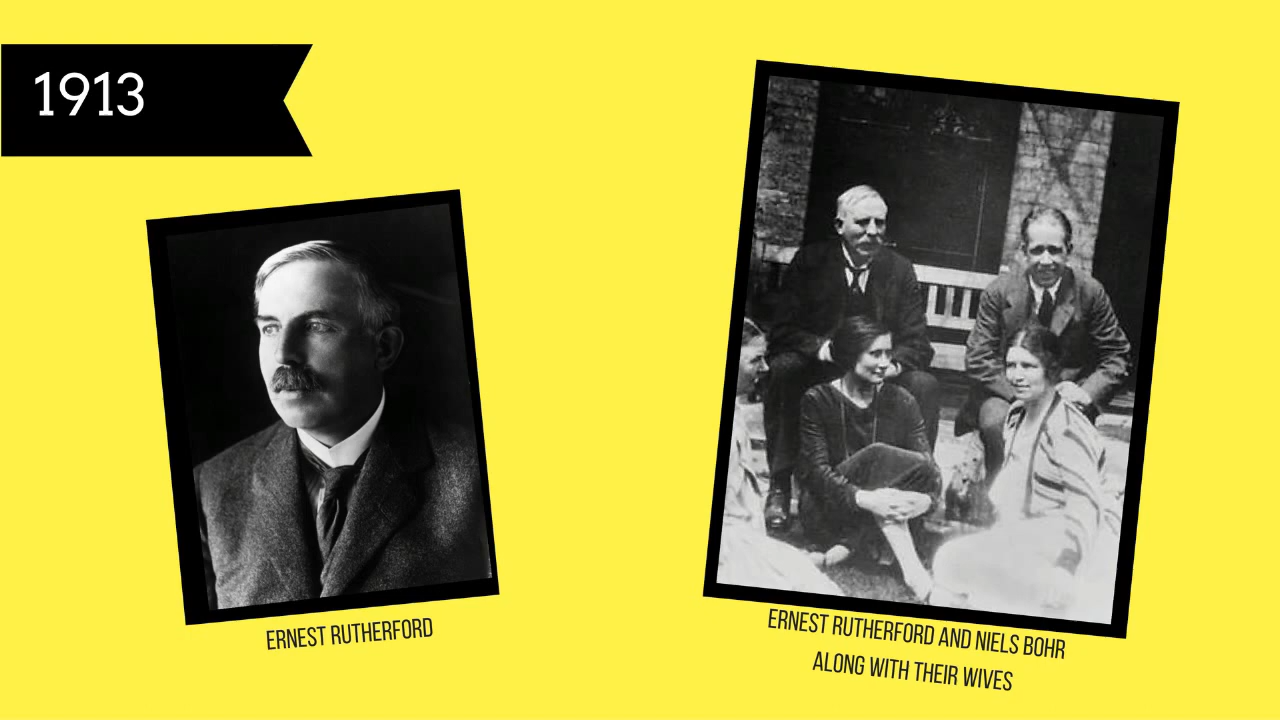 1913
ERNEST RUTHERFORD
ERNEST RUTHERFORD AND NIELS BOHR
ALONG WITH THEIR WIVES